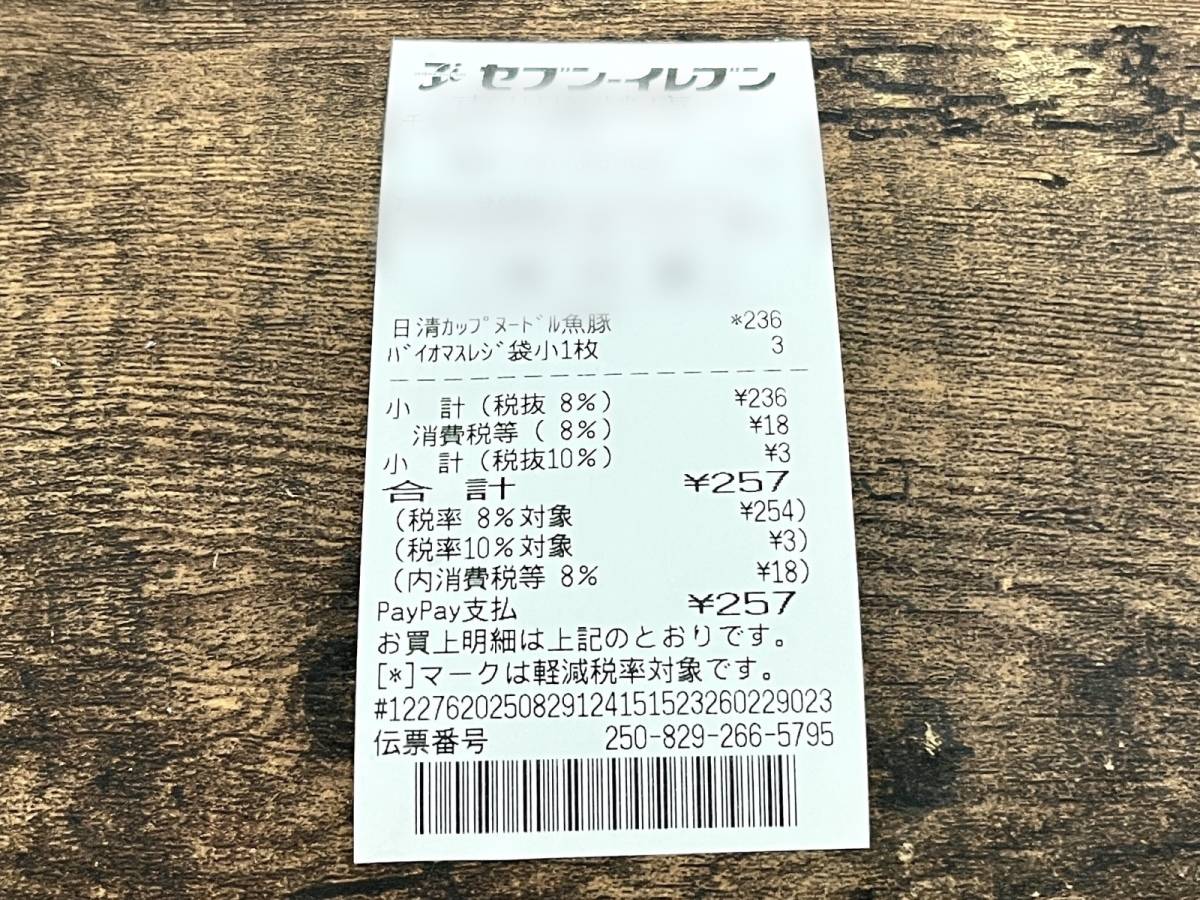 セブン-イレブン
日清ｶｯﾌﾟﾇｰﾄﾞﾙ魚豚 *236
ﾊﾞｲｵﾏｽﾚｼﾞ袋小1枚 3
小　計(税抜 8%) ¥236
消費税等( 8%) ¥18
小　計(税抜10%) ¥3
合　計 ¥257
(税率 8%対象 ¥254)
(税率10%対象 ¥3)
(内消費税等 8% ¥18)
PayPay支払 ¥257
お買上明細は上記のとおりです。
[*]マークは軽減税率対象です。
#122762025082912415152326022902​3
伝票番号 250-829-266-5795